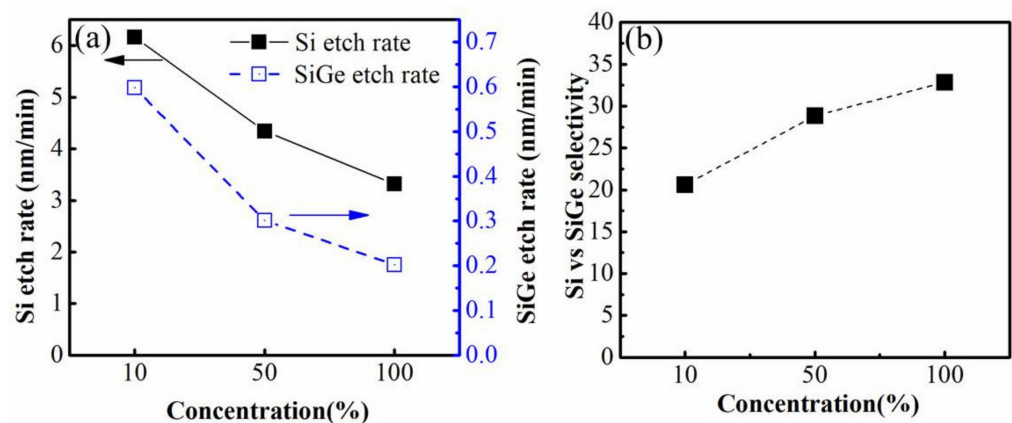 (a)
Si etch rate
SiGe etch rate
Si etch rate (nm/min)
6
5
4
3
2
1
0
0.7
0.6
0.5
0.4
0.3
0.2
0.1
0.0
SiGe etch rate (nm/min)
10 50 100
Concentration(%)
(b)
Si vs SiGe selectivity
40
35
30
25
20
15
10
5
0
10 50 100
Concentration(%)